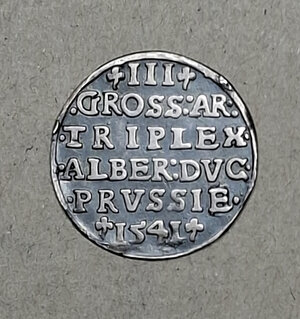 +III+
·GROSS:AR·
·TRIPLEX·
·ALBER:DVC·
PRVSSIE·
+1541+